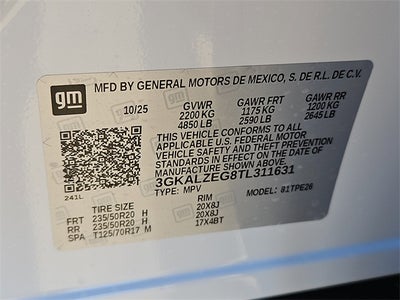 gm
MFD BY GENERAL MOTORS DE MEXICO, S. DE R.L. DE C.V.
10/25 GVWR GAWR FRT GAWR RR
2200 KG 1175 KG 1200 KG
4850 LB 2590 LB 2645 LB
THIS VEHICLE CONFORMS TO ALL
APPLICABLE U.S. FEDERAL MOTOR
VEHICLE SAFETY AND THEFT PREVENTION
STANDARDS IN EFFECT ON THE DATE
OF MANUFACTURE SHOWN ABOVE.
3GKALZEG8TL311631
TYPE: MPV MODEL: 81TPE26
241L
TIRE SIZE RIM
FRT 235/50R20 H 20X8J
RR 235/50R20 H 20X8J
SP T125/70R17 M 17X4BT